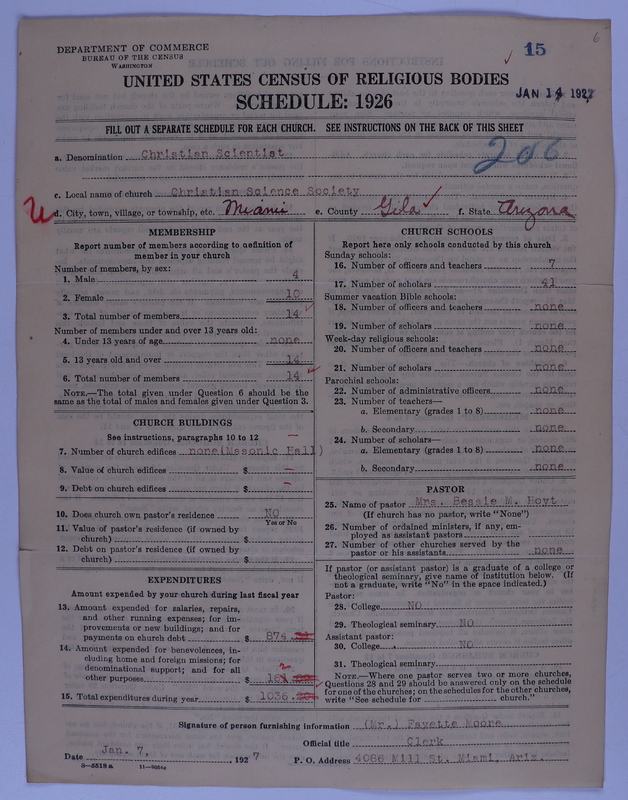 DEPARTMENT OF COMMERCE
BUREAU OF THE CENSUS
WASHINGTON
15
6
UNITED STATES CENSUS OF RELIGIOUS BODIES
SCHEDULE: 1926
JAN 14 1927
FILL OUT A SEPARATE SCHEDULE FOR EACH CHURCH. SEE INSTRUCTIONS ON THE BACK OF THIS SHEET
a. Denomination Christian Scientist
206
c. Local name of church Christian Science Society
U d. City, town, village, or township, etc. Miami e. County Gila f. State Arizona
MEMBERSHIP
Report number of members according to definition of
member in your church
Number of members, by sex:
1. Male 4
2. Female 10
3. Total number of members 14
Number of members under and over 13 years old:
4. Under 13 years of age none
5. 13 years old and over 14
6. Total number of members 14
NOTE.—The total given under Question 6 should be the
same as the total of males and females given under Question 3.
CHURCH BUILDINGS
See instructions, paragraphs 10 to 12
7. Number of church edifices none(Masonic Hall)
8. Value of church edifices $ —
9. Debt on church edifices $ —
10. Does church own pastor's residence NO
Yes or No
11. Value of pastor's residence (if owned by
church) $
12. Debt on pastor's residence (if owned by
church) $
EXPENDITURES
Amount expended by your church during last fiscal year
13. Amount expended for salaries, repairs,
and other running expenses; for im-
provements or new buildings; and for
payments on church debt $ 874.
14. Amount expended for benevolences, in-
cluding home and foreign missions; for
denominational support; and for all
2
other purposes $ 161.
15. Total expenditures during year $ 1036.
CHURCH SCHOOLS
Report here only schools conducted by this church
Sunday schools:
16. Number of officers and teachers 7
17. Number of scholars 41
Summer vacation Bible schools:
18. Number of officers and teachers none
19. Number of scholars none
Week-day religious schools:
20. Number of officers and teachers none
21. Number of scholars none
Parochial schools:
22. Number of administrative officers none
23. Number of teachers—
a. Elementary (grades 1 to 8) none
b. Secondary none
24. Number of scholars—
a. Elementary (grades 1 to 8) none
b. Secondary none
PASTOR
25. Name of pastor Mrs. Bessie M. Hoyt
(If church has no pastor, write "None")
26. Number of ordained ministers, if any, em-
ployed as assistant pastors
27. Number of other churches served by the
pastor or his assistants none
If pastor (or assistant pastor) is a graduate of a college or
theological seminary, give name of institution below. (If
not a graduate, write "No" in the space indicated.)
Pastor:
28. College NO
29. Theological seminary NO
Assistant pastor:
30. College NO
31. Theological seminary
NOTE.—Where one pastor serves two or more churches,
Questions 28 and 29 should be answered only on the schedule
for one of the churches; on the schedules for the other churches,
write "See schedule for church."
Signature of person furnishing information (Mr.) Fayette Moore
Official title Clerk
Date Jan. 7, 1927 P. O. Address 4086 Mill St. Miami, Ariz.
8-5518a